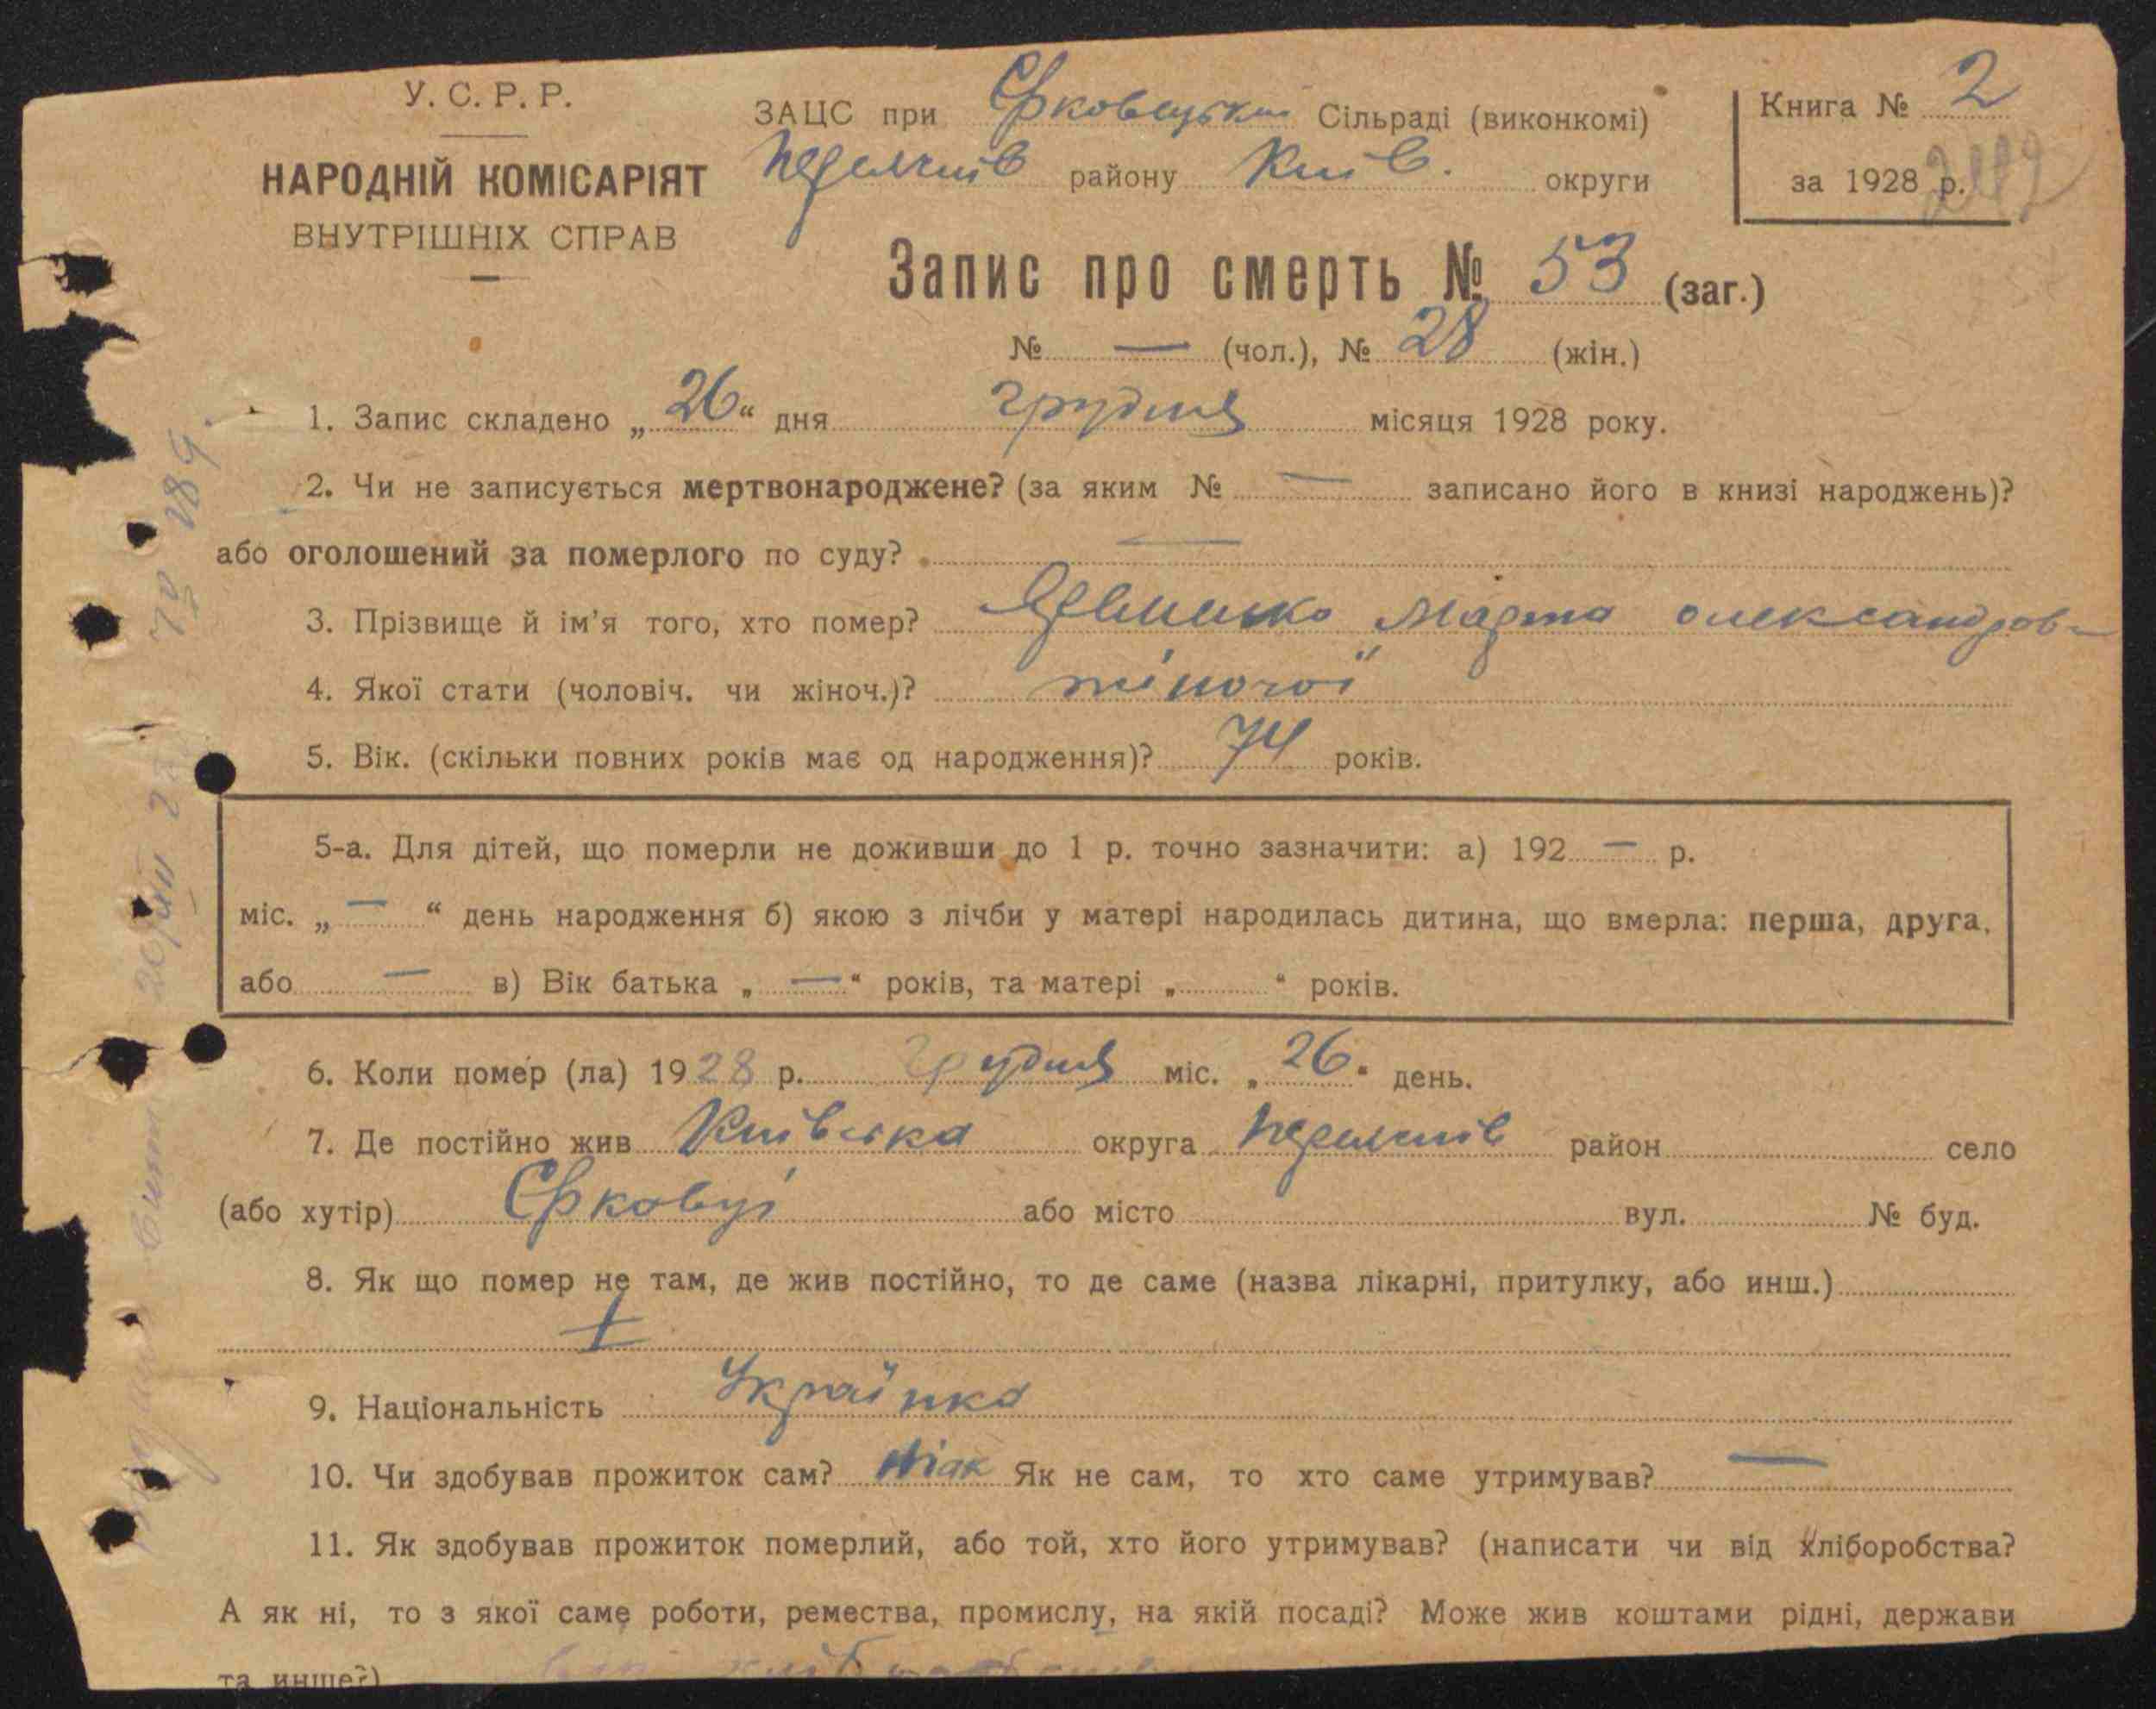 У. С. Р. Р.
НАРОДНІЙ КОМІСАРІЯТ
ВНУТРІШНІХ СПРАВ
ЗАЦС при Єрковецькій Сільраді (виконкомі)
району Київ. округи
Книга № 2
за 1928 р.
242
Запис про смерть № 53 (заг.)
№ — (чол.), № 28 (жін.)
1. Запис складено „26“ дня грудня місяця 1928 року.
2. Чи не записується мертвонароджене? (за яким № — записано його в книзі народжень)?
або оголошений за померлого по суду? —
3. Прізвище й ім'я того, хто помер? Марта олександров-
4. Якої стати (чоловіч. чи жіноч.)? жіночої
5. Вік. (скільки повних років має од народження)? 74 років.
5-а. Для дітей, що померли не доживши до 1 р. точно зазначити: а) 192 — р.
міс. „—“ день народження б) якою з лічби у матері народилась дитина, що вмерла: перша, друга,
або — в) Вік батька „—“ років, та матері „ “ років.
6. Коли помер (ла) 1928 р. грудня міс. „26“ день.
7. Де постійно жив Київська округа район село
(або хутір) Єрковці або місто вул. № буд.
8. Як що помер не там, де жив постійно, то де саме (назва лікарні, притулку, або инш.)
9. Національність Українка
10. Чи здобував прожиток сам? Як не сам, то хто саме утримував? —
11. Як здобував прожиток померлий, або той, хто його утримував? (написати чи від хліборобства?
А як ні, то з якої саме роботи, ремества, промислу, на якій посаді? Може жив коштами рідні, держави
та инше?)